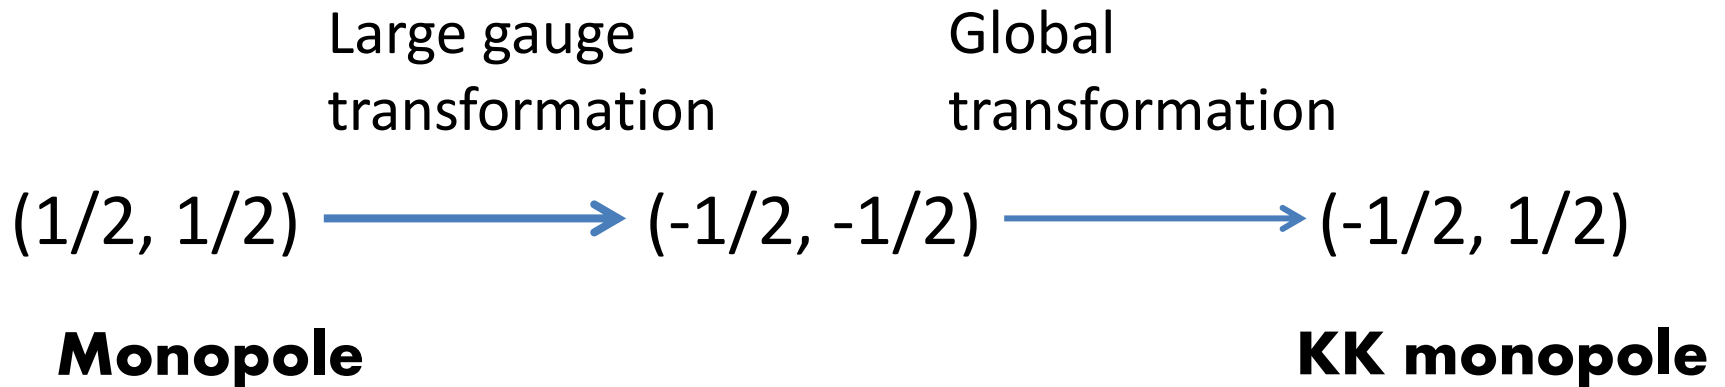 Large gauge
transformation
Global
transformation
(1/2, 1/2) (-1/2, -1/2) (-1/2, 1/2)
Monopole KK monopole